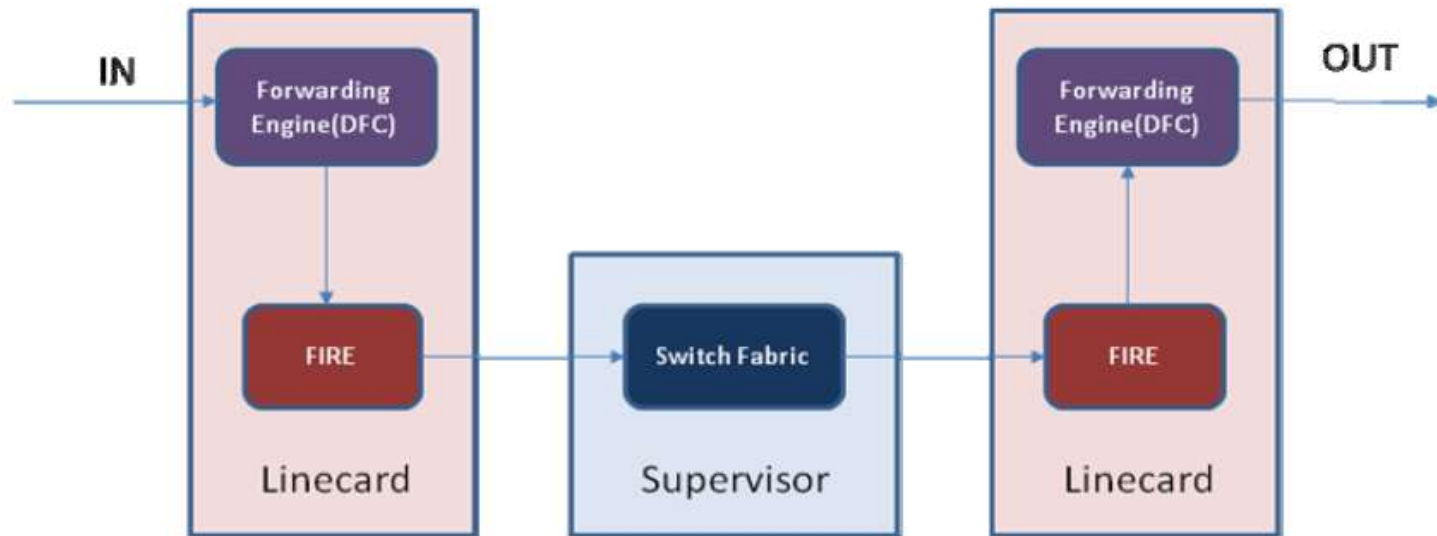 IN
Forwarding
Engine(DFC)
FIRE
Linecard
Switch Fabric
Supervisor
Forwarding
Engine(DFC)
FIRE
Linecard
OUT